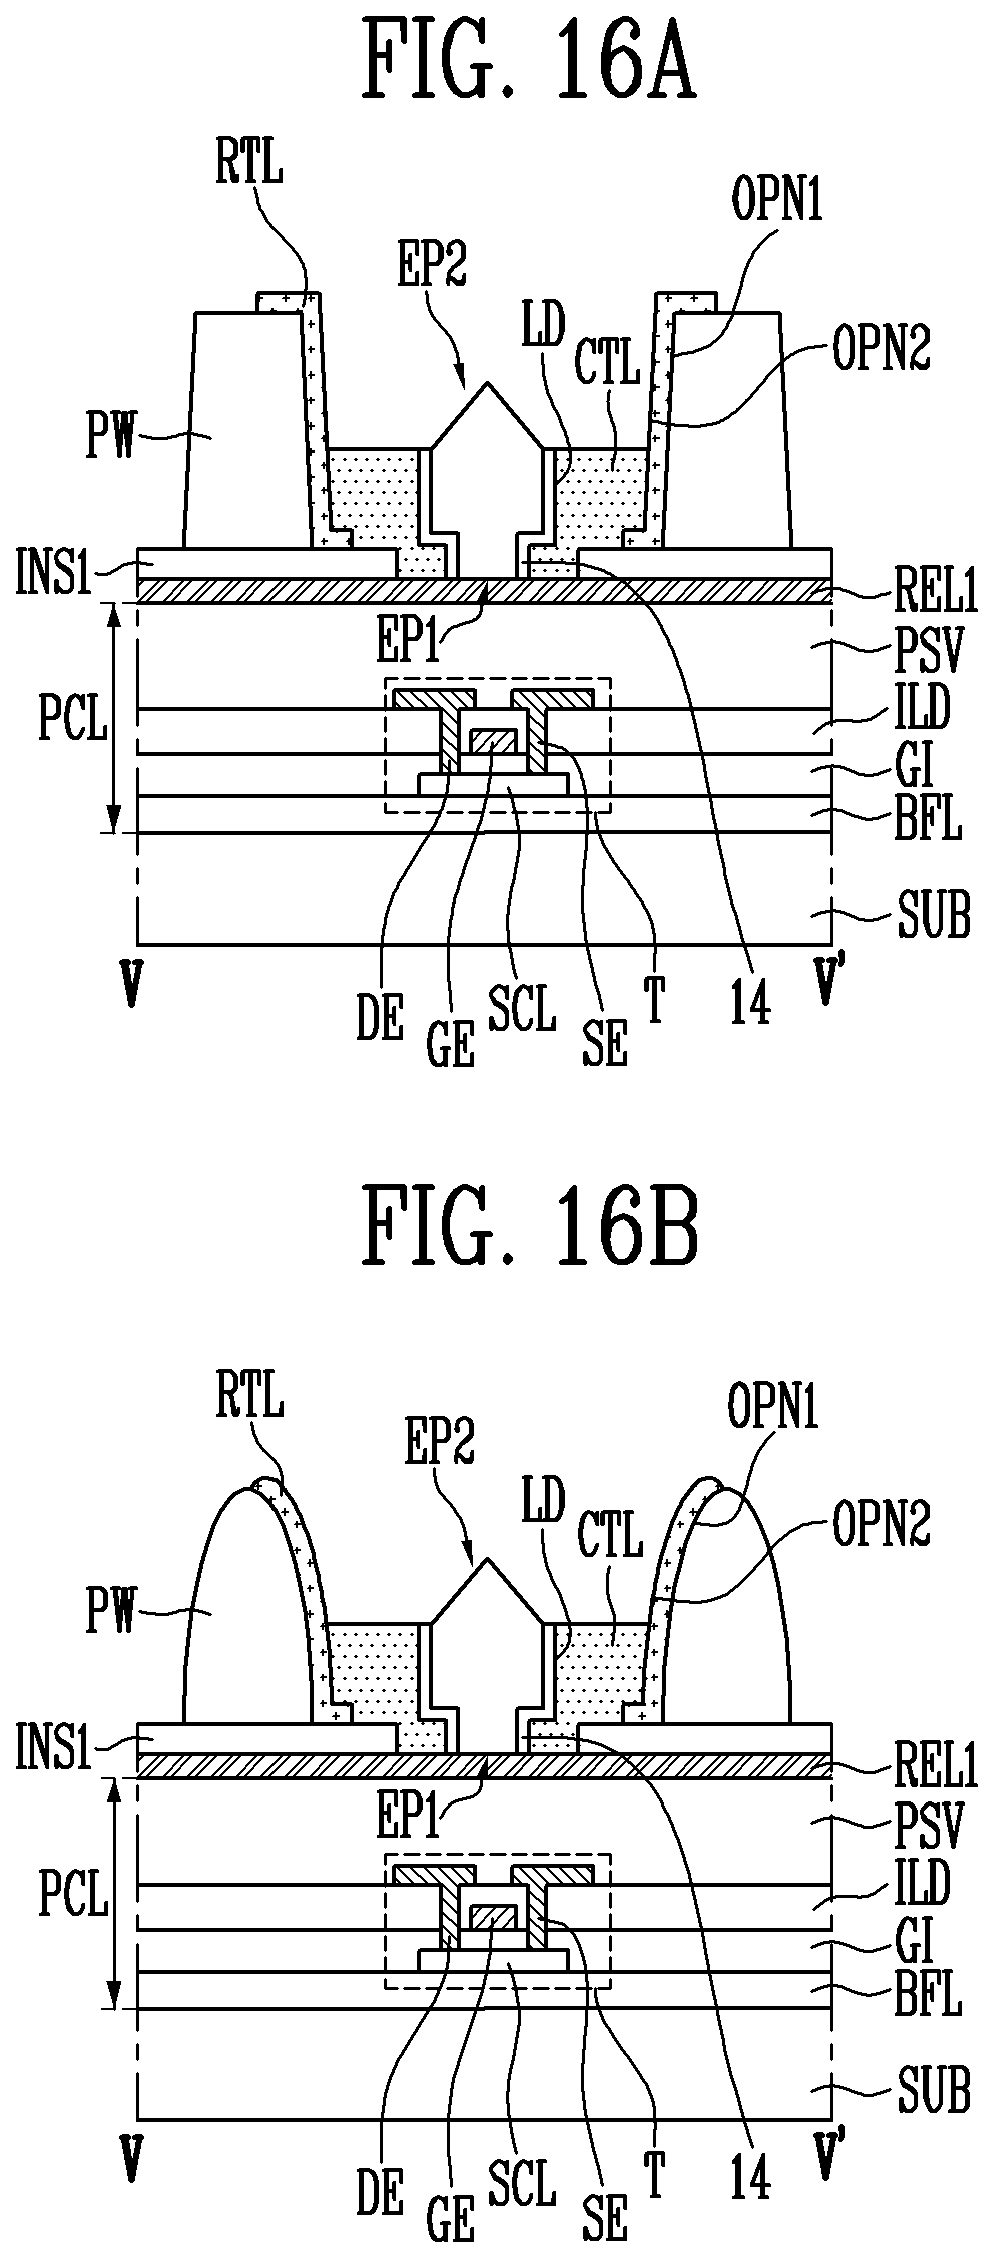 FIG. 16A
RTL
OPN1
EP2
LD
CTL
OPN2
PW
INS1
REL1
EP1
PSV
PCL
ILD
GI
BFL
SUB
V
V'
DE
GE
SCL
SE
T
14
FIG. 16B
RTL
OPN1
EP2
LD
CTL
OPN2
PW
INS1
REL1
EP1
PSV
PCL
ILD
GI
BFL
SUB
V
V'
DE
GE
SCL
SE
T
14